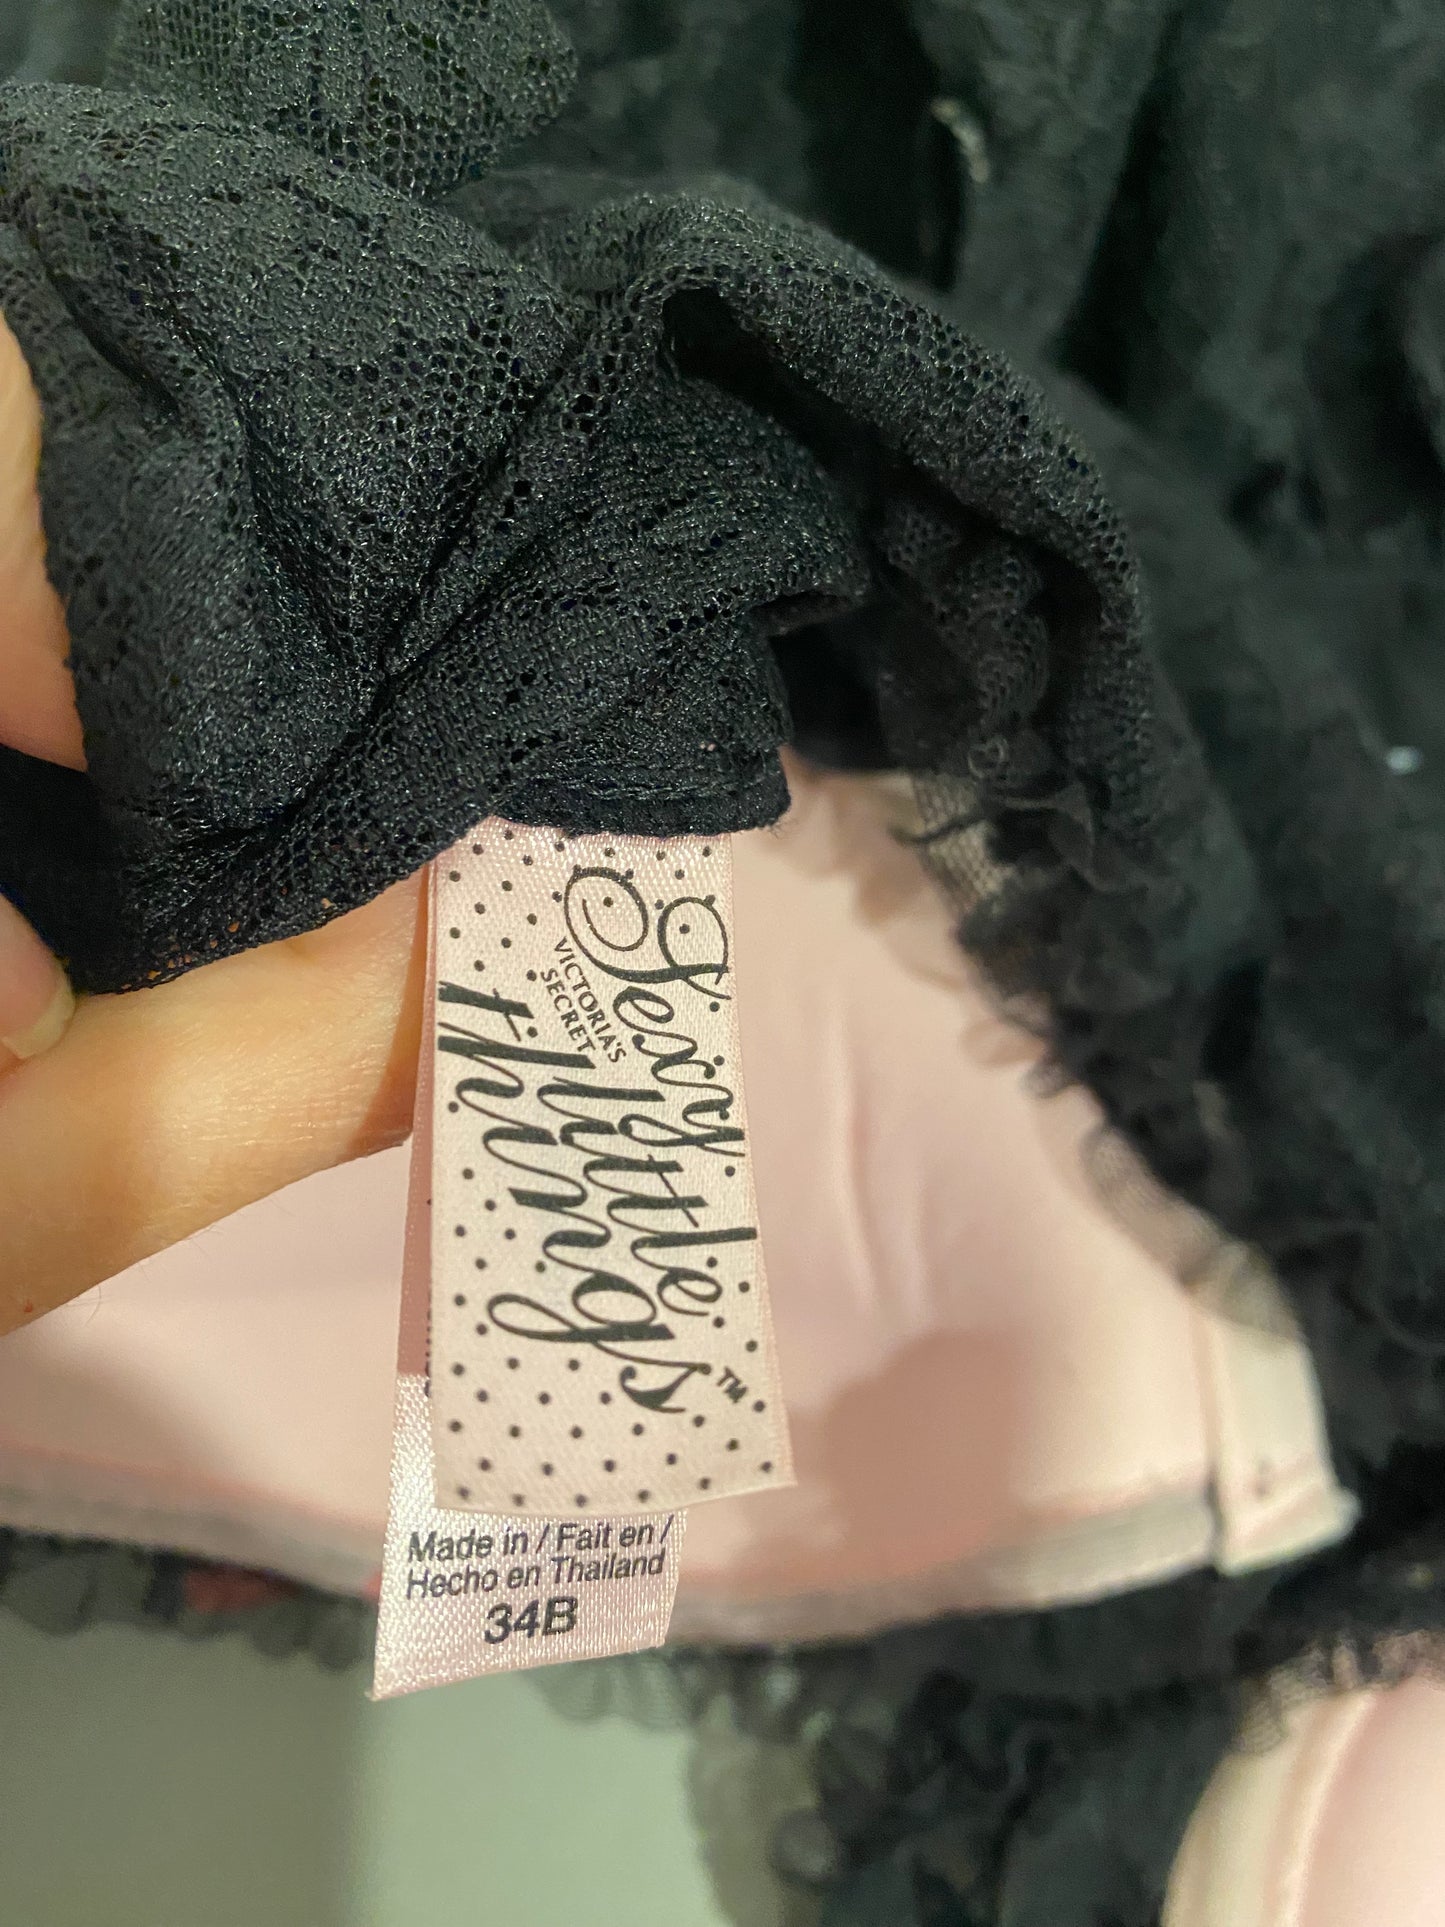 Sexy
VICTORIA'S
SECRET
little
things™
Made in / Fait en /
Hecho en Thailand
34B